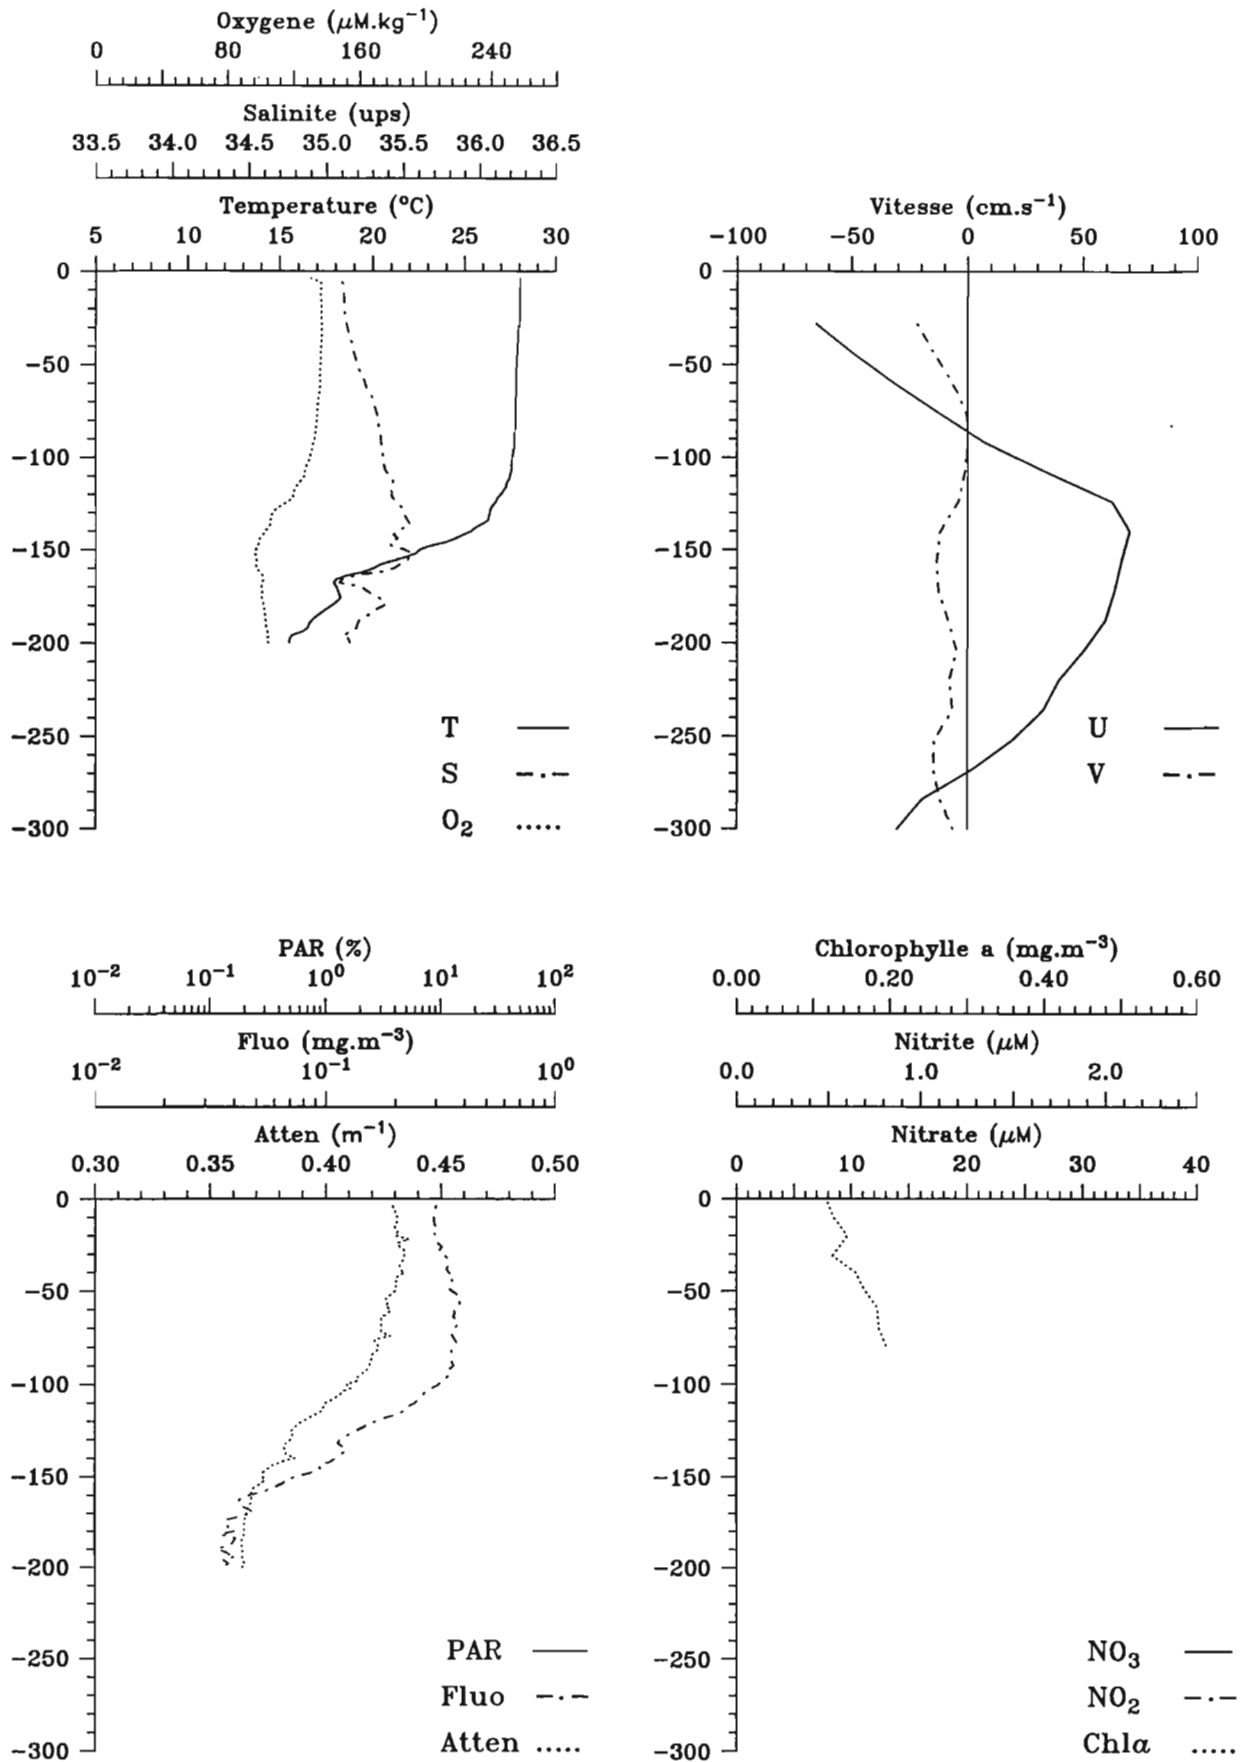 Oxygene (μM.kg⁻¹)
0 80 160 240
Salinite (ups)
33.5 34.0 34.5 35.0 35.5 36.0 36.5
Temperature (°C)
5 10 15 20 25 30
0
−50
−100
−150
−200
−250
−300
T
S
O₂
Vitesse (cm.s⁻¹)
−100 −50 0 50 100
0
−50
−100
−150
−200
−250
−300
U
V
PAR (%)
10⁻² 10⁻¹ 10⁰ 10¹ 10²
Fluo (mg.m⁻³)
10⁻² 10⁻¹ 10⁰
Atten (m⁻¹)
0.30 0.35 0.40 0.45 0.50
0
−50
−100
−150
−200
−250
−300
PAR
Fluo
Atten
Chlorophylle a (mg.m⁻³)
0.00 0.20 0.40 0.60
Nitrite (μM)
0.0 1.0 2.0
Nitrate (μM)
0 10 20 30 40
0
−50
−100
−150
−200
−250
−300
NO₃
NO₂
Chla